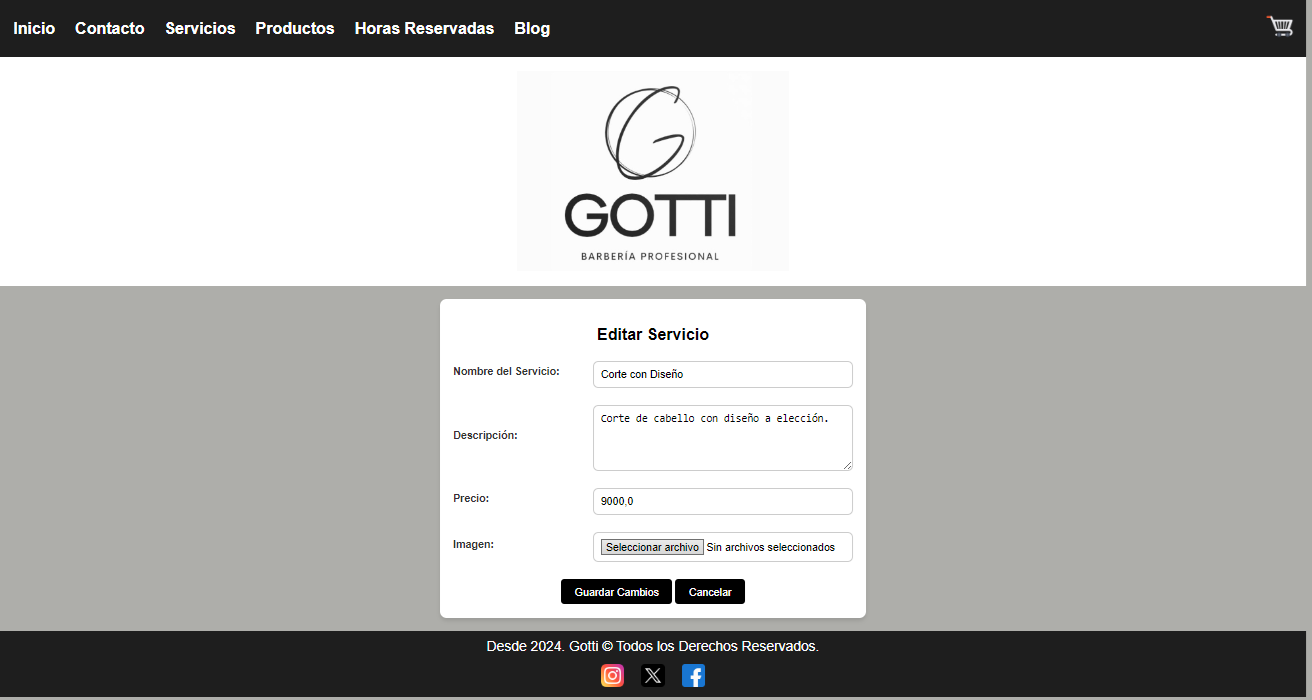 Inicio Contacto Servicios Productos Horas Reservadas Blog
GOTTI
BARBERÍA PROFESIONAL
Editar Servicio
Nombre del Servicio: Corte con Diseño
Descripción: Corte de cabello con diseño a elección.
Precio: 9000,0
Imagen: Seleccionar archivo Sin archivos seleccionados
Guardar Cambios Cancelar
Desde 2024. Gotti © Todos los Derechos Reservados.